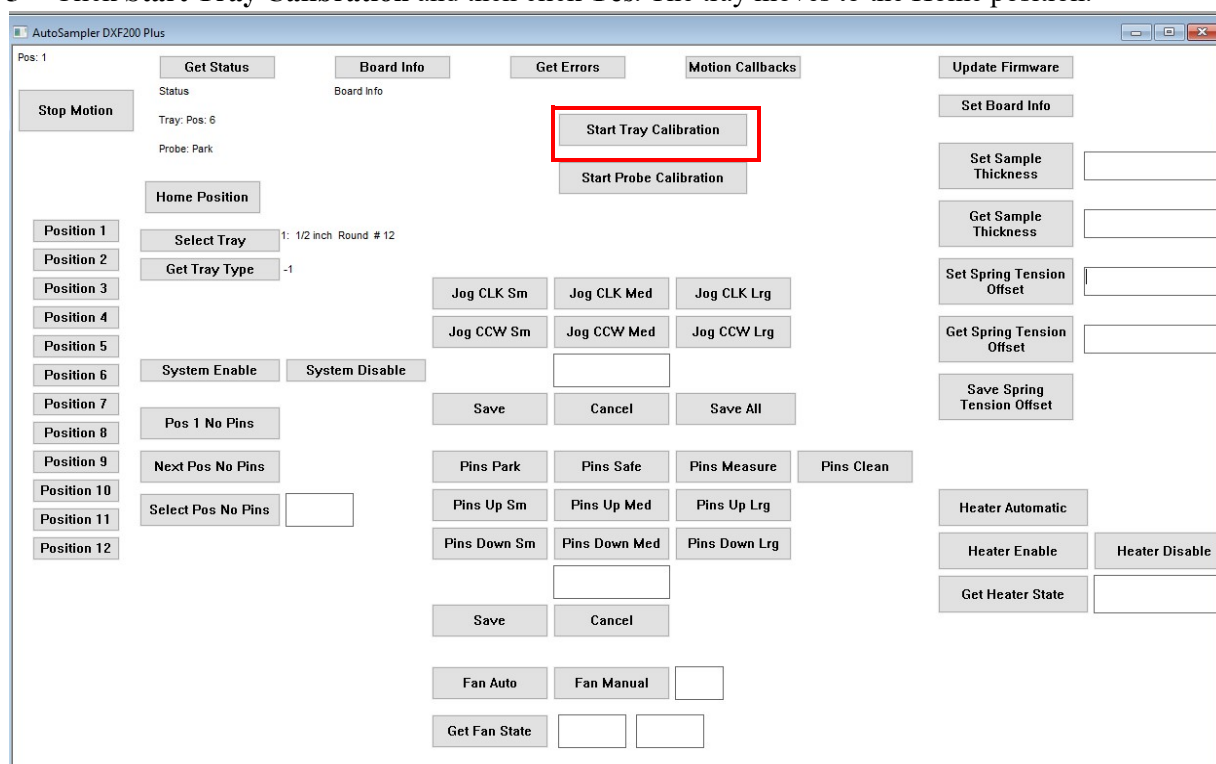 Start Tray Calibration
AutoSampler DXF200 Plus
Pos: 1
Get Status
Board Info
Get Errors
Motion Callbacks
Update Firmware
Status
Board Info
Stop Motion
Set Board Info
Tray: Pos: 6
Start Tray Calibration
Probe: Park
Set Sample
Thickness
Start Probe Calibration
Home Position
Position 1
Select Tray
1: 1/2 inch Round # 12
Get Sample
Thickness
Position 2
Get Tray Type
-1
Set Spring Tension
Offset
Position 3
Jog CLK Sm
Jog CLK Med
Jog CLK Lrg
Position 4
Jog CCW Sm
Jog CCW Med
Jog CCW Lrg
Get Spring Tension
Offset
Position 5
Position 6
System Enable
System Disable
Save Spring
Tension Offset
Position 7
Save
Cancel
Save All
Pos 1 No Pins
Position 8
Position 9
Next Pos No Pins
Pins Park
Pins Safe
Pins Measure
Pins Clean
Position 10
Select Pos No Pins
Pins Up Sm
Pins Up Med
Pins Up Lrg
Heater Automatic
Position 11
Position 12
Pins Down Sm
Pins Down Med
Pins Down Lrg
Heater Enable
Heater Disable
Get Heater State
Save
Cancel
Fan Auto
Fan Manual
Get Fan State